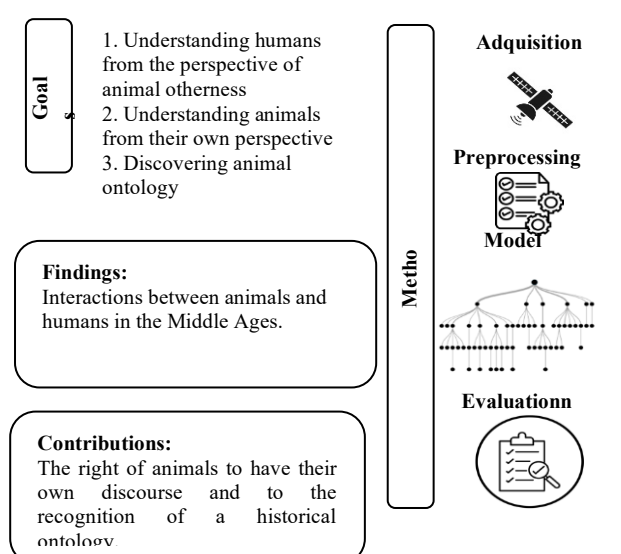 Goal
s
1. Understanding humans
from the perspective of
animal otherness
2. Understanding animals
from their own perspective
3. Discovering animal
ontology
Findings:
Interactions between animals and
humans in the Middle Ages.
Contributions:
The right of animals to have their
own discourse and to the
recognition of a historical
ontology.
Metho
Adquisition
Preprocessing
Model
Evaluationn